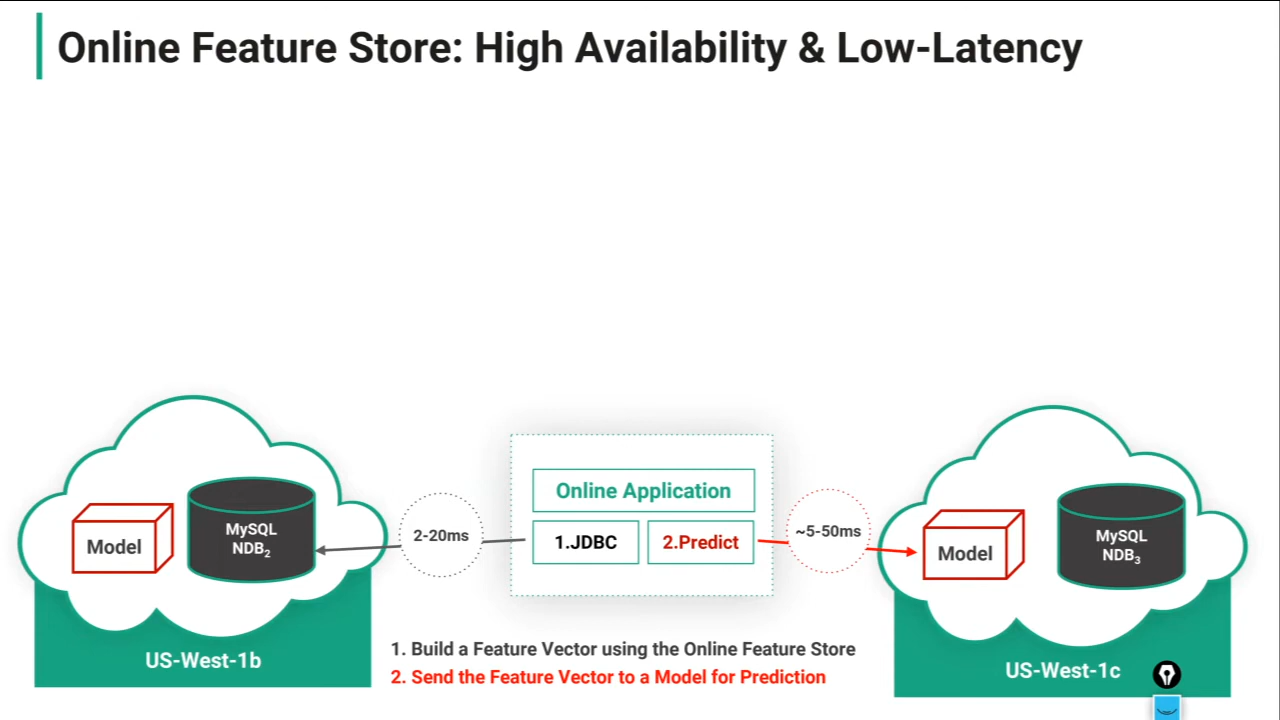 Online Feature Store: High Availability & Low-Latency
Model
MySQL
NDB₂
US-West-1b
2-20ms
Online Application
1.JDBC
2.Predict
~5-50ms
Model
MySQL
NDB₃
US-West-1c
1. Build a Feature Vector using the Online Feature Store
2. Send the Feature Vector to a Model for Prediction